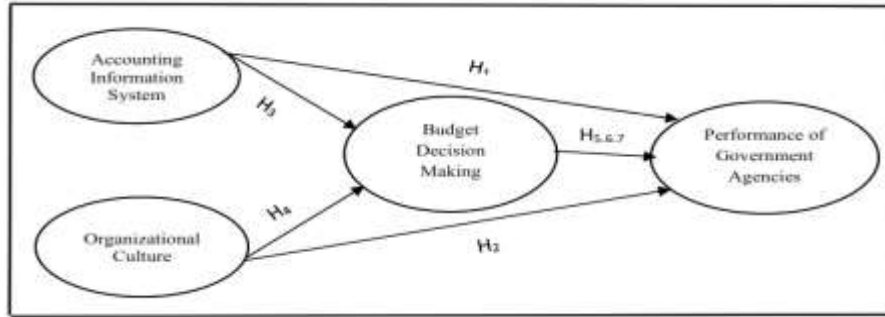 Accounting
Information
System
H₁
H₃
Budget
Decision
Making
H₅.₆.₇
Performance of
Government
Agencies
H₄
Organizational
Culture
H₂